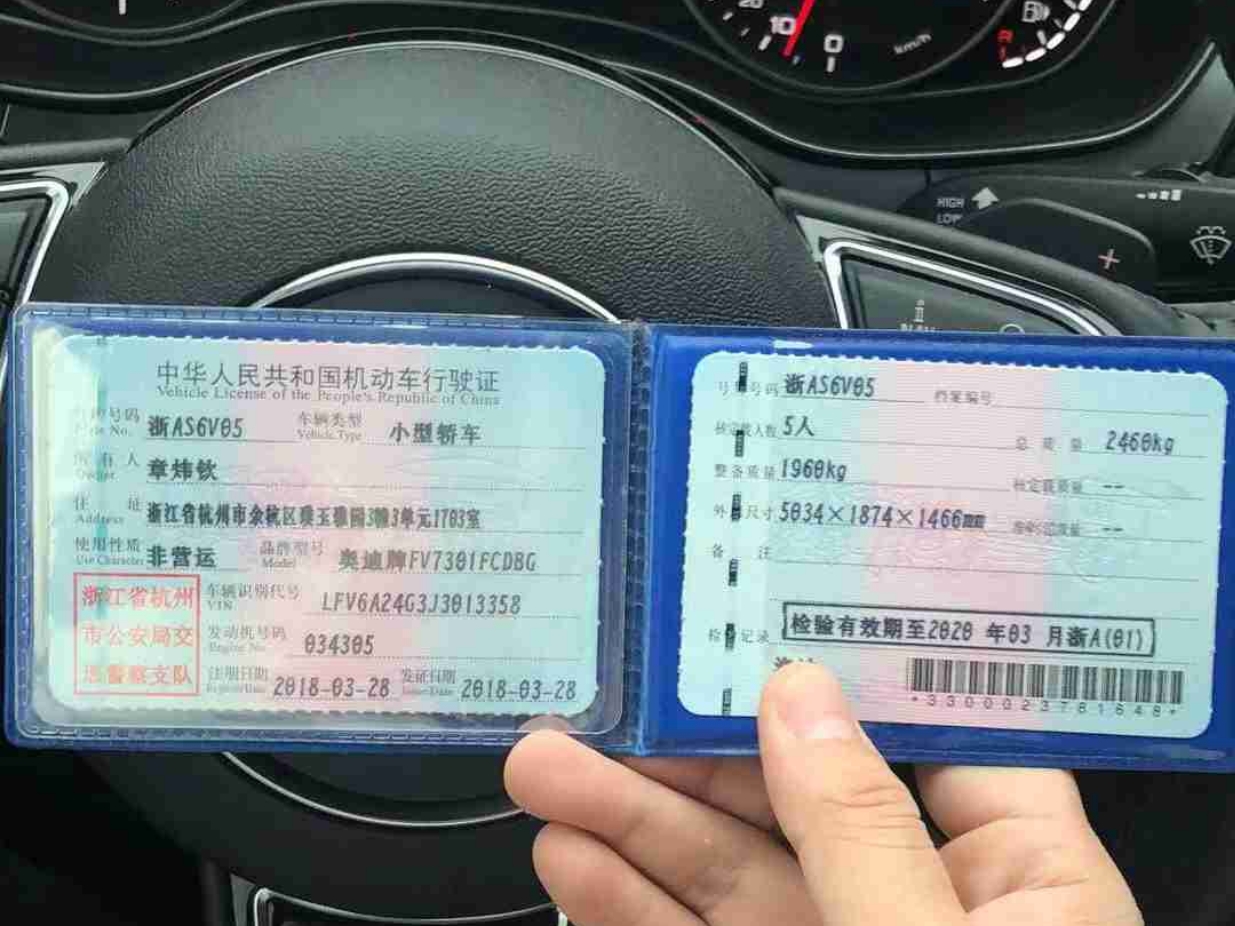 20
10
0
km/h
R
HIGH
LOW
+
中华人民共和国机动车行驶证
Vehicle License of the People's Republic of China
号牌号码 浙AS6V05 车辆类型 小型轿车
Plate No. Vehicle Type
所有人 章炜钦
Owner
住址 浙江省杭州市余杭区璞玉雅园3幢3单元1703室
Address
使用性质 非营运 品牌型号 奥迪牌FV7301FCDBG
Use Character Model
浙江省杭州
市公安局交
通警察支队
车辆识别代号 LFV6A24G3J3013358
VIN
发动机号码 034305
Engine No.
注册日期 2018-03-28 发证日期 2018-03-28
Register Date Issue Date
号牌号码 浙AS6V05 档案编号
核定载人数 5人 总质量 2460kg
整备质量 1960kg 核定载质量 --
外廓尺寸 5034×1874×1466mm 准牵引总质量 --
备注
检验记录 检验有效期至2020 年03 月浙A(01)
*3300023781648*